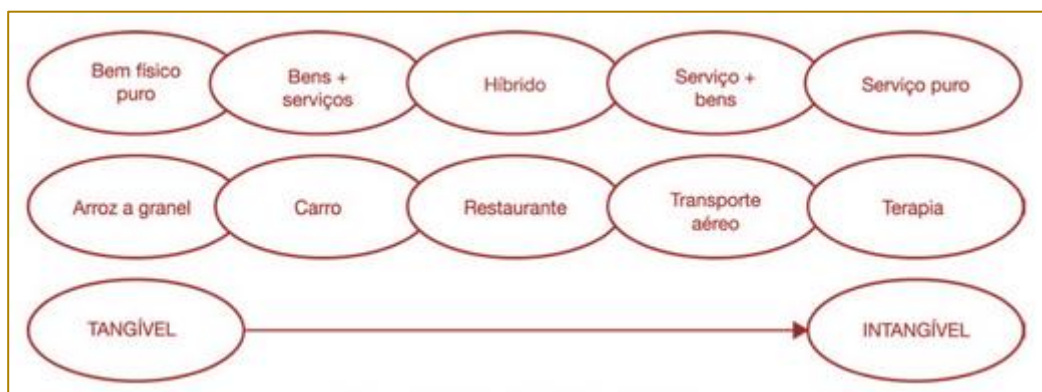 Bem físico
puro
Bens +
serviços
Híbrido
Serviço +
bens
Serviço puro
Arroz a granel
Carro
Restaurante
Transporte
aéreo
Terapia
TANGÍVEL
INTANGÍVEL